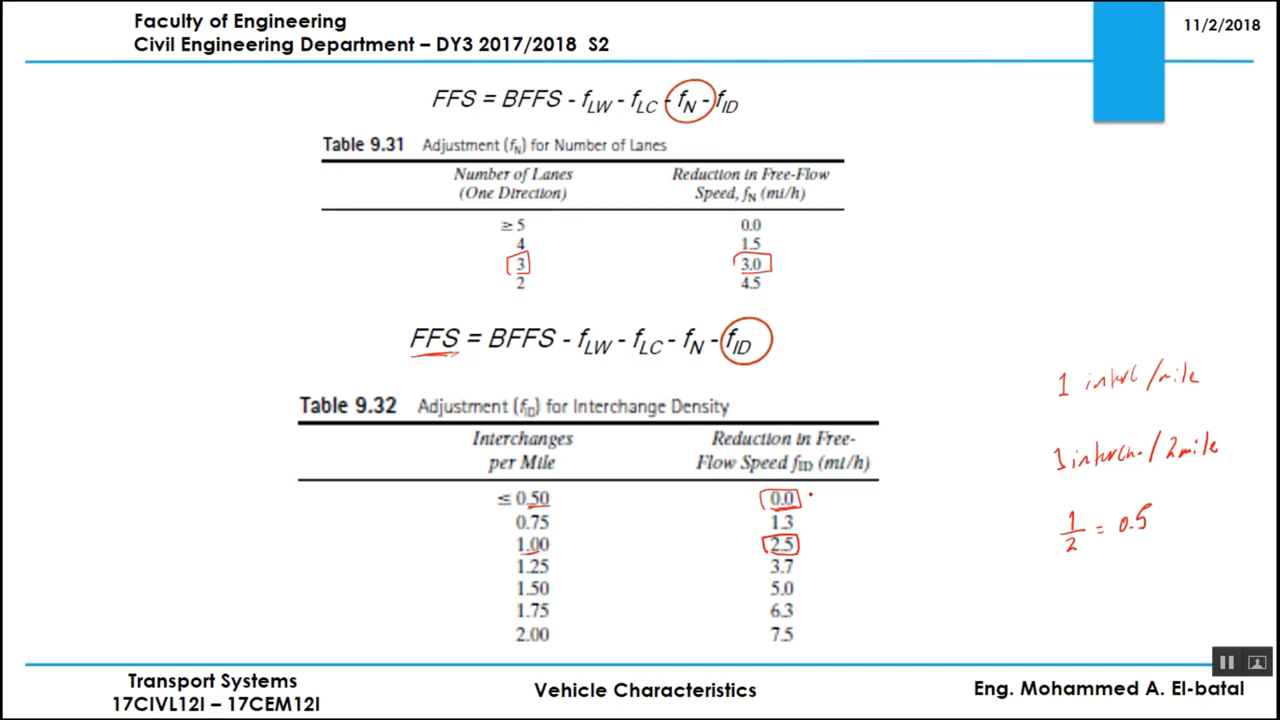 Faculty of Engineering
Civil Engineering Department – DY3 2017/2018 S2
11/2/2018
FFS = BFFS - fLW - fLC - fN - fID
Table 9.31 Adjustment (fN) for Number of Lanes
Number of Lanes Reduction in Free-Flow
(One Direction) Speed, fN (mi/h)
≥ 5 0.0
4 1.5
3 3.0
2 4.5
FFS = BFFS - fLW - fLC - fN - fID
1 interc/mile
Table 9.32 Adjustment (fID) for Interchange Density
Interchanges Reduction in Free-
per Mile Flow Speed fID (mi/h)
1 interch./2mile
≤ 0.50 0.0
0.75 1.3
1.00 2.5
1.25 3.7
1.50 5.0
1.75 6.3
2.00 7.5
1/2 = 0.5
Transport Systems
17CIVL12I – 17CEM12I
Vehicle Characteristics
Eng. Mohammed A. El-batal